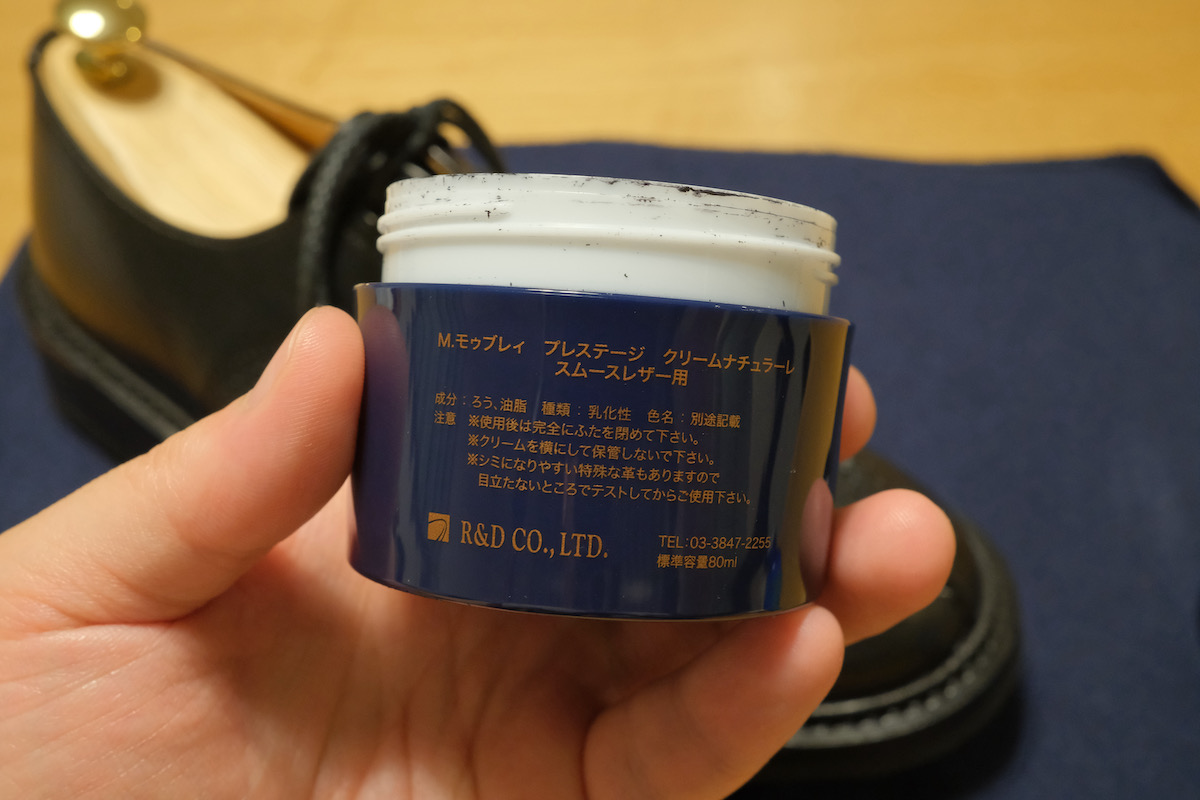 M.モゥブレィ　プレステージ　クリームナチュラーレ
スムースレザー用
成分：ろう、油脂　種類：乳化性　色名：別途記載
注意　※使用後は完全にふたを閉めて下さい。
※クリームを横にして保管しないで下さい。
※シミになりやすい特殊な革もありますので
目立たないところでテストしてからご使用下さい。
R&D CO.,LTD.
TEL:03-3847-2255
標準容量80ml